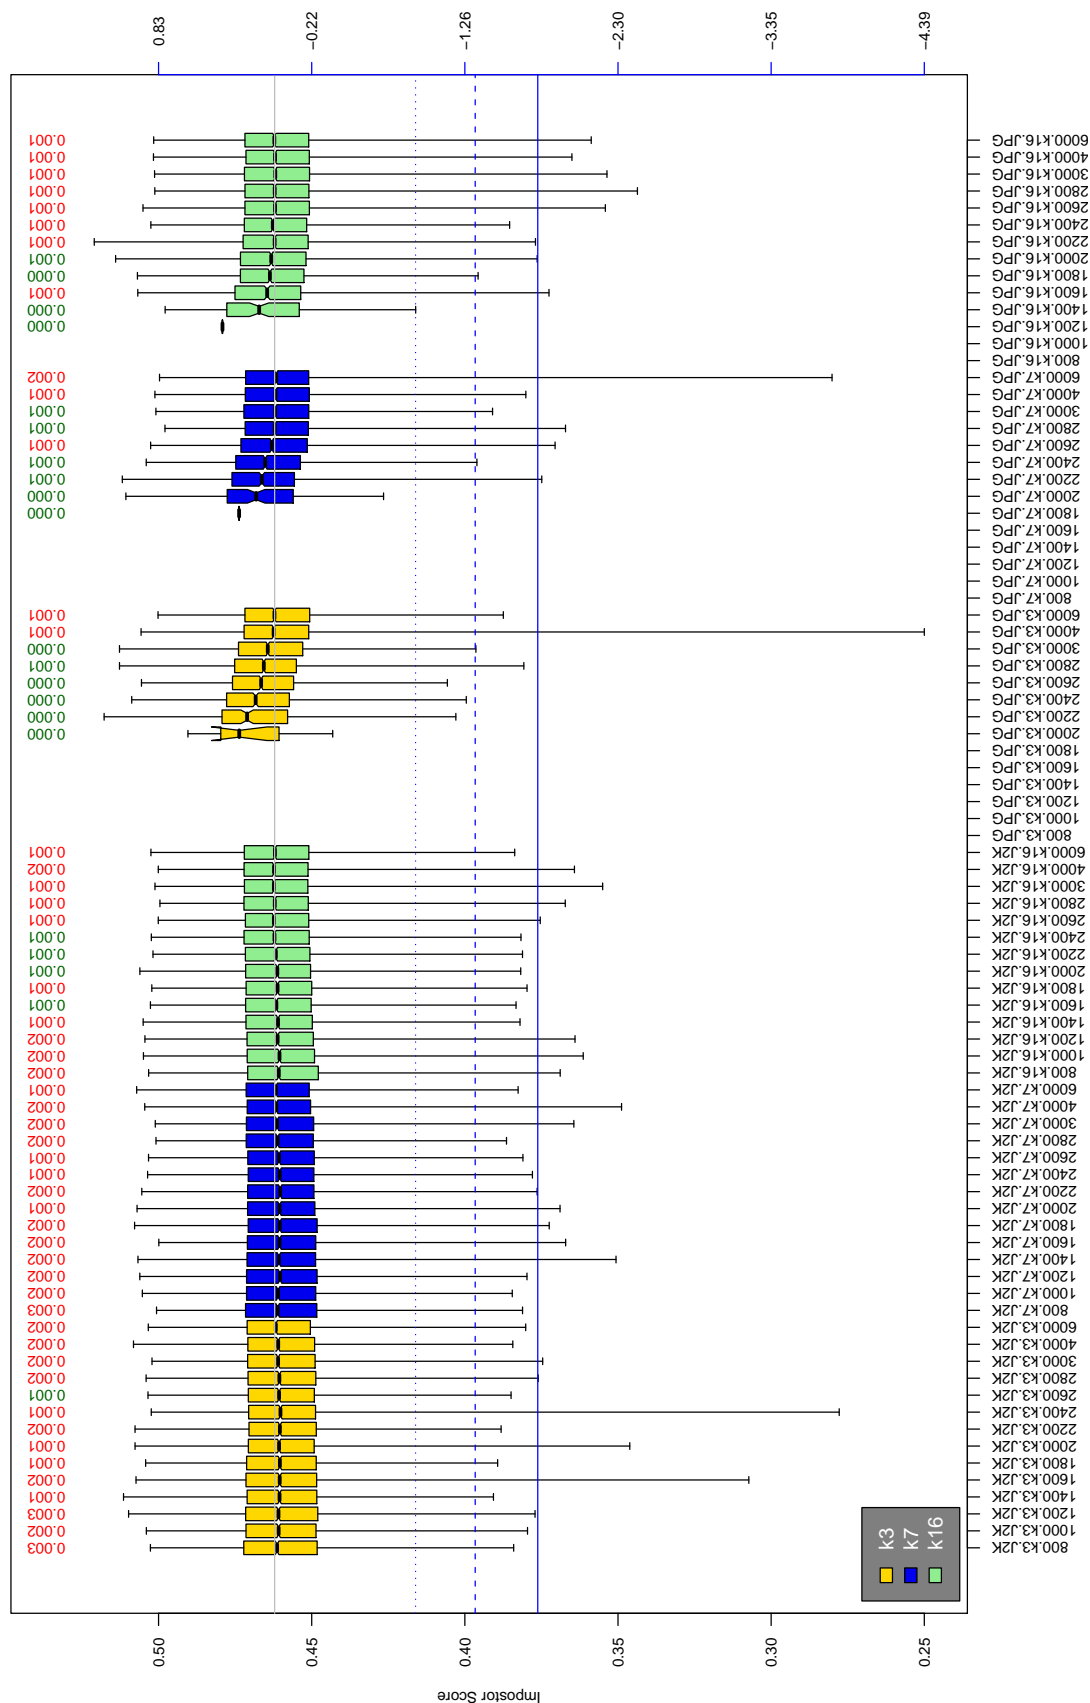 0.003
0.002
0.003
0.001
0.002
0.001
0.001
0.002
0.001
0.001
0.002
0.002
0.002
0.002
0.003
0.002
0.002
0.002
0.002
0.002
0.001
0.002
0.001
0.001
0.002
0.002
0.002
0.001
0.002
0.002
0.002
0.001
0.001
0.001
0.001
0.001
0.001
0.001
0.001
0.001
0.002
0.001
0.000
0.000
0.000
0.000
0.001
0.000
0.001
0.001
0.000
0.000
0.001
0.001
0.001
0.001
0.001
0.001
0.002
0.000
0.000
0.001
0.000
0.001
0.001
0.001
0.001
0.001
0.001
0.001
0.001
Impostor Score
0.50
0.45
0.40
0.35
0.30
0.25
0.83
−0.22
−1.26
−2.30
−3.35
−4.39
k3
k7
k16
800.k3.J2K
1000.k3.J2K
1200.k3.J2K
1400.k3.J2K
1600.k3.J2K
1800.k3.J2K
2000.k3.J2K
2200.k3.J2K
2400.k3.J2K
2600.k3.J2K
2800.k3.J2K
3000.k3.J2K
4000.k3.J2K
6000.k3.J2K
800.k7.J2K
1000.k7.J2K
1200.k7.J2K
1400.k7.J2K
1600.k7.J2K
1800.k7.J2K
2000.k7.J2K
2200.k7.J2K
2400.k7.J2K
2600.k7.J2K
2800.k7.J2K
3000.k7.J2K
4000.k7.J2K
6000.k7.J2K
800.k16.J2K
1000.k16.J2K
1200.k16.J2K
1400.k16.J2K
1600.k16.J2K
1800.k16.J2K
2000.k16.J2K
2200.k16.J2K
2400.k16.J2K
2600.k16.J2K
2800.k16.J2K
3000.k16.J2K
4000.k16.J2K
6000.k16.J2K
800.k3.JPG
1000.k3.JPG
1200.k3.JPG
1400.k3.JPG
1600.k3.JPG
1800.k3.JPG
2000.k3.JPG
2200.k3.JPG
2400.k3.JPG
2600.k3.JPG
2800.k3.JPG
3000.k3.JPG
4000.k3.JPG
6000.k3.JPG
800.k7.JPG
1000.k7.JPG
1200.k7.JPG
1400.k7.JPG
1600.k7.JPG
1800.k7.JPG
2000.k7.JPG
2200.k7.JPG
2400.k7.JPG
2600.k7.JPG
2800.k7.JPG
3000.k7.JPG
4000.k7.JPG
6000.k7.JPG
800.k16.JPG
1000.k16.JPG
1200.k16.JPG
1400.k16.JPG
1600.k16.JPG
1800.k16.JPG
2000.k16.JPG
2200.k16.JPG
2400.k16.JPG
2600.k16.JPG
2800.k16.JPG
3000.k16.JPG
4000.k16.JPG
6000.k16.JPG